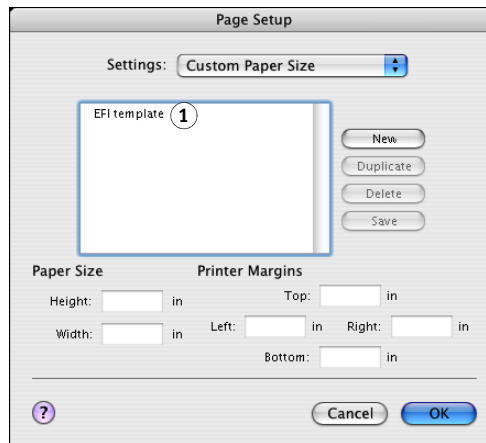 Page Setup
Settings: Custom Paper Size
EFI template 1
New
Duplicate
Delete
Save
Paper Size Printer Margins
Height: in Top: in
Width: in Left: in Right: in
Bottom: in
? Cancel OK